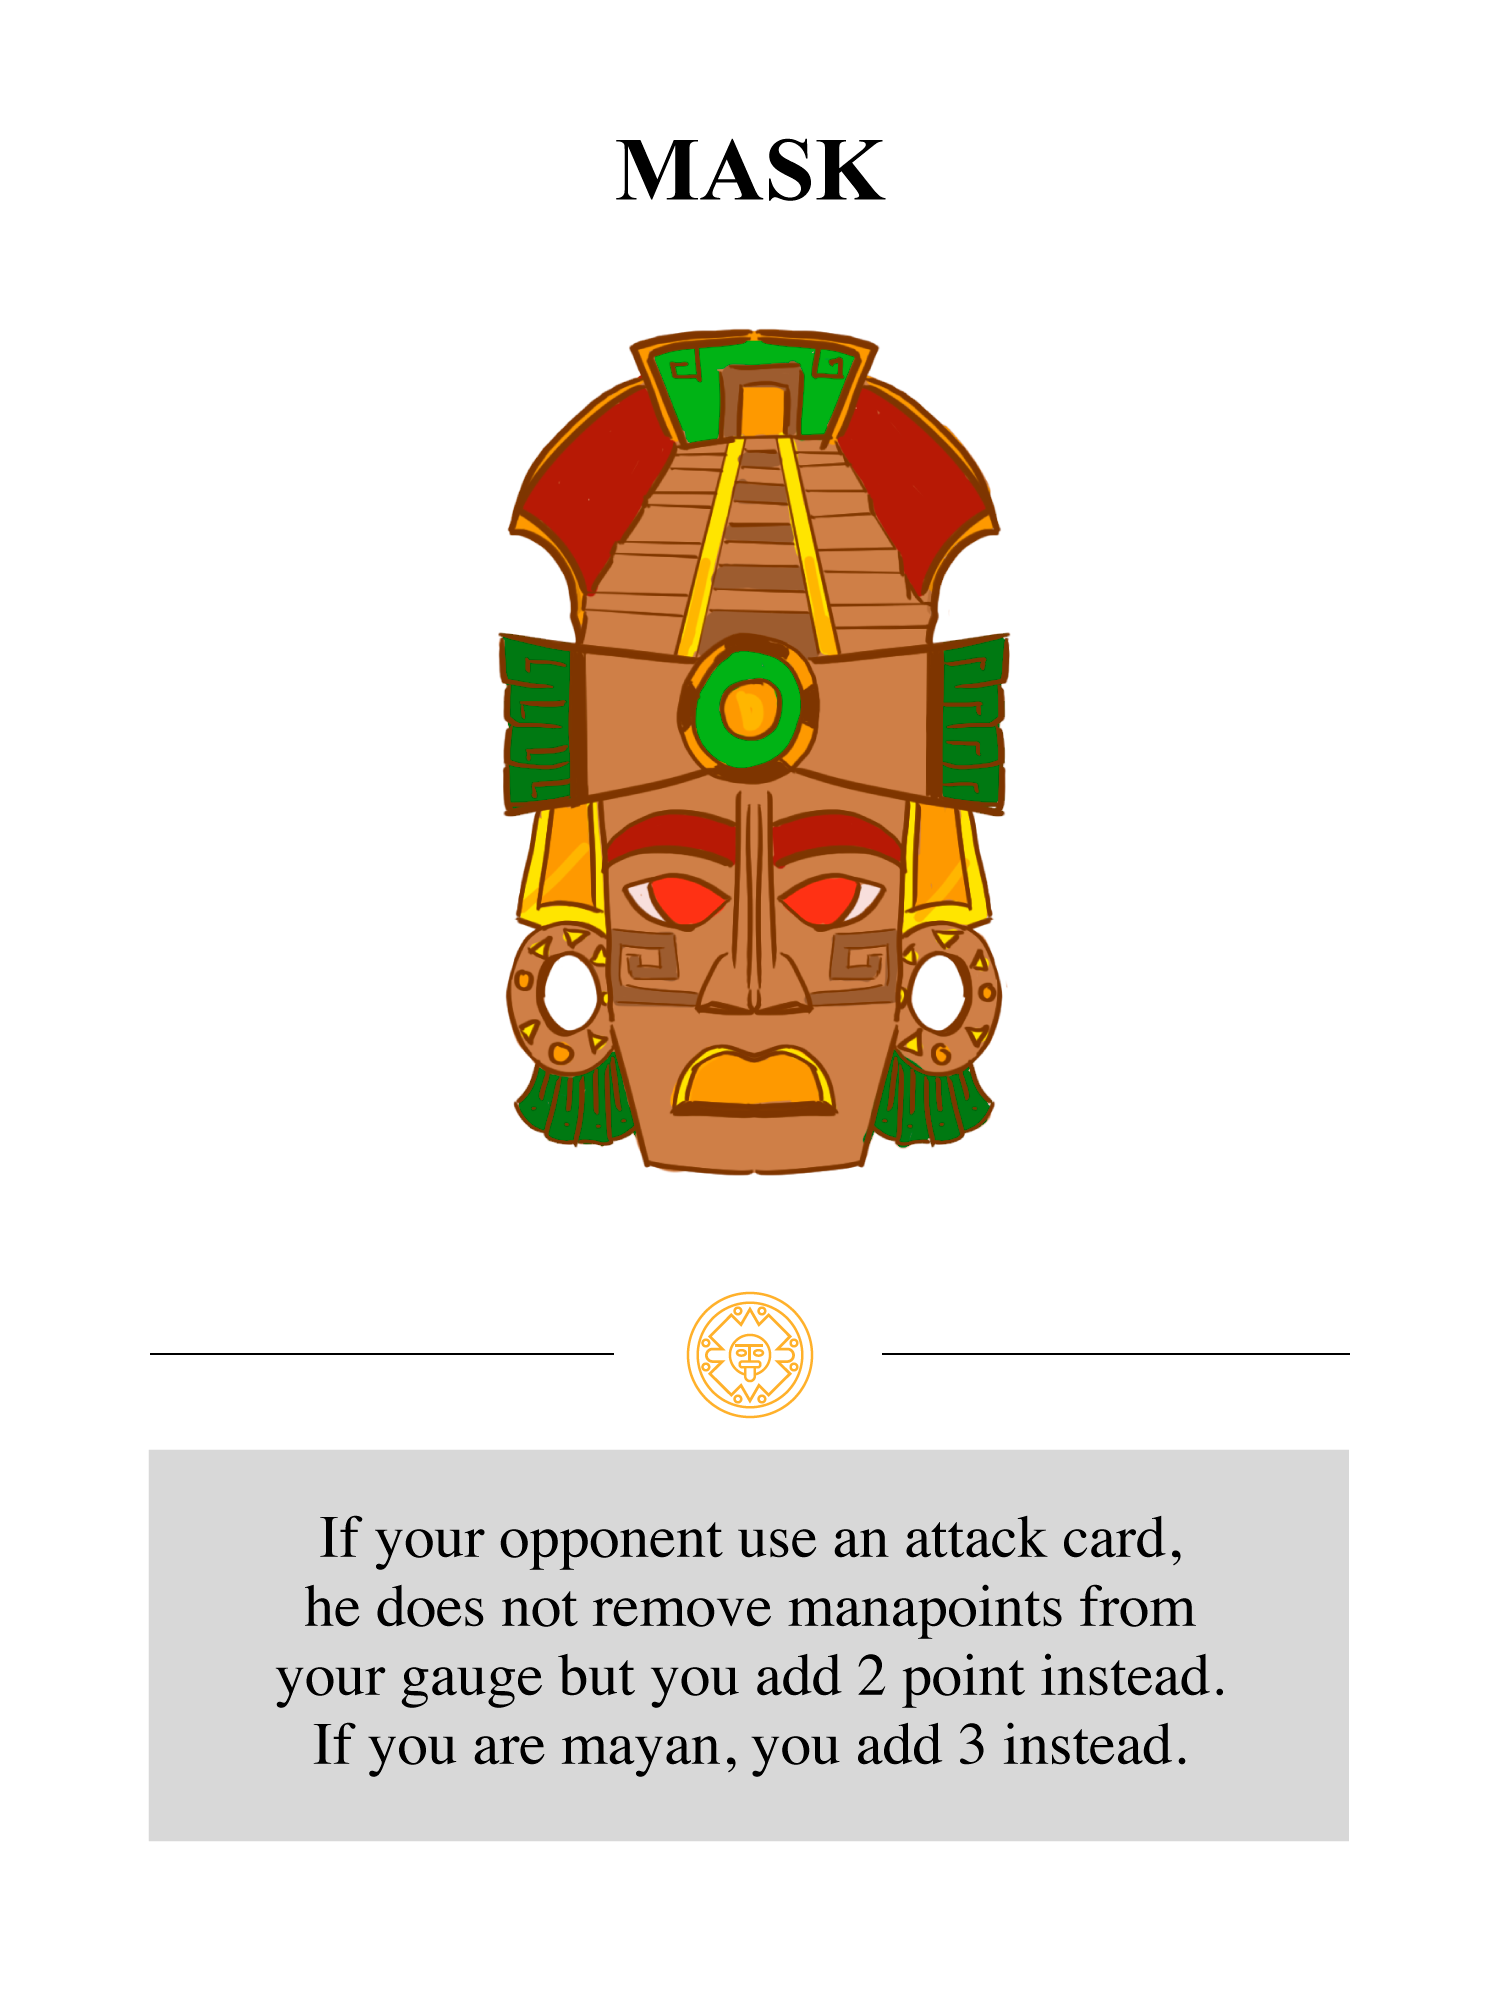 MASK
If your opponent use an attack card,
he does not remove manapoints from
your gauge but you add 2 point instead.
If you are mayan, you add 3 instead.